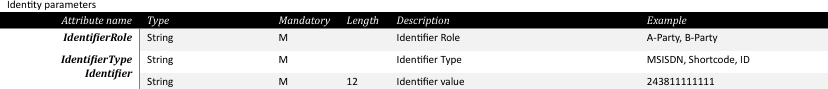 Identity parameters
Attribute name Type Mandatory Length Description Example
IdentifierRole String M Identifier Role A-Party, B-Party
IdentifierType String M Identifier Type MSISDN, Shortcode, ID
Identifier String M 12 Identifier value 243811111111